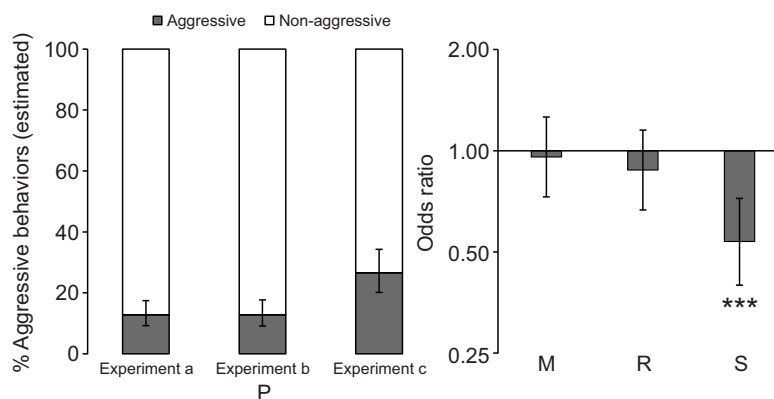 Aggressive Non-aggressive
% Aggressive behaviors (estimated)
100
80
60
40
20
0
Experiment a Experiment b Experiment c
P
Odds ratio
2.00
1.00
0.50
0.25
***
M R S